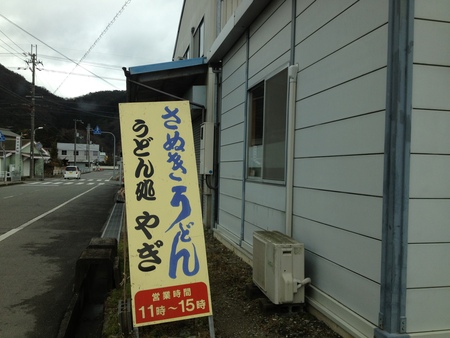 さぬきうどん
うどん処 やぎ
営業時間
11時～15時